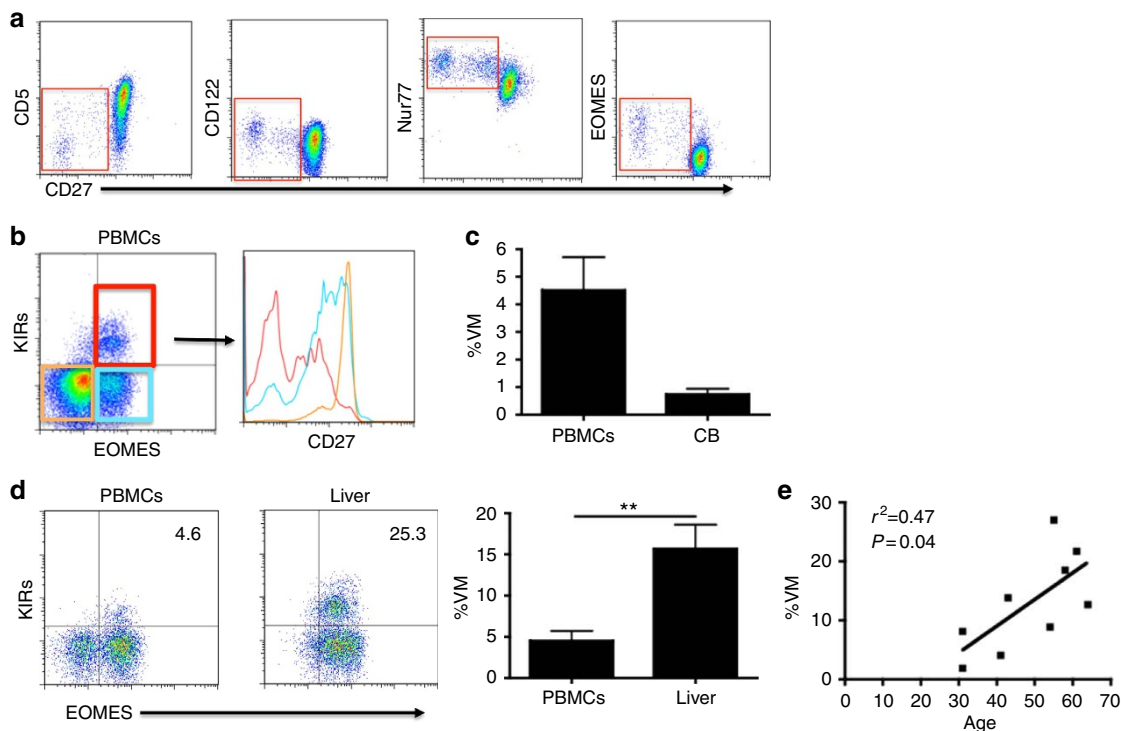 a
CD5
CD122
Nur77
EOMES
CD27
b
PBMCs
KIRs
EOMES
CD27
c
%VM
6
5
4
3
2
1
0
PBMCs
CB
d
PBMCs
Liver
KIRs
4.6
25.3
EOMES
%VM
20
15
10
5
0
**
PBMCs
Liver
e
%VM
30
20
10
0
r²=0.47
P=0.04
0 10 20 30 40 50 60 70
Age